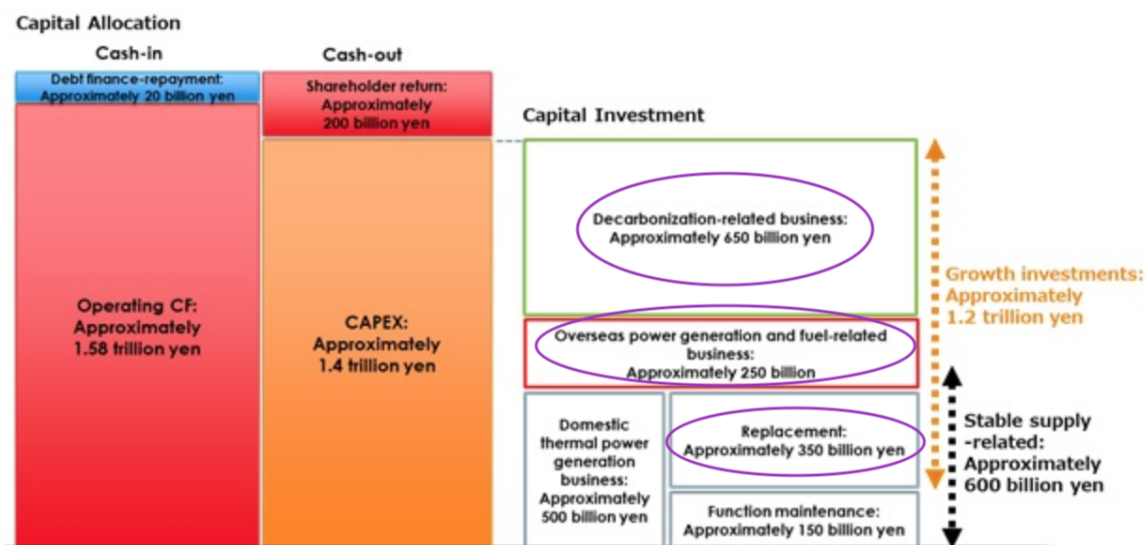 Capital Allocation
Cash-in
Cash-out
Debt finance-repayment:
Approximately 20 billion yen
Operating CF:
Approximately
1.58 trillion yen
Shareholder return:
Approximately
200 billion yen
CAPEX:
Approximately
1.4 trillion yen
Capital Investment
Decarbonization-related business:
Approximately 650 billion yen
Overseas power generation and fuel-related
business:
Approximately 250 billion
Domestic
thermal power
generation
business:
Approximately
500 billion yen
Replacement:
Approximately 350 billion yen
Function maintenance:
Approximately 150 billion yen
Growth investments:
Approximately
1.2 trillion yen
Stable supply
-related:
Approximately
600 billion yen